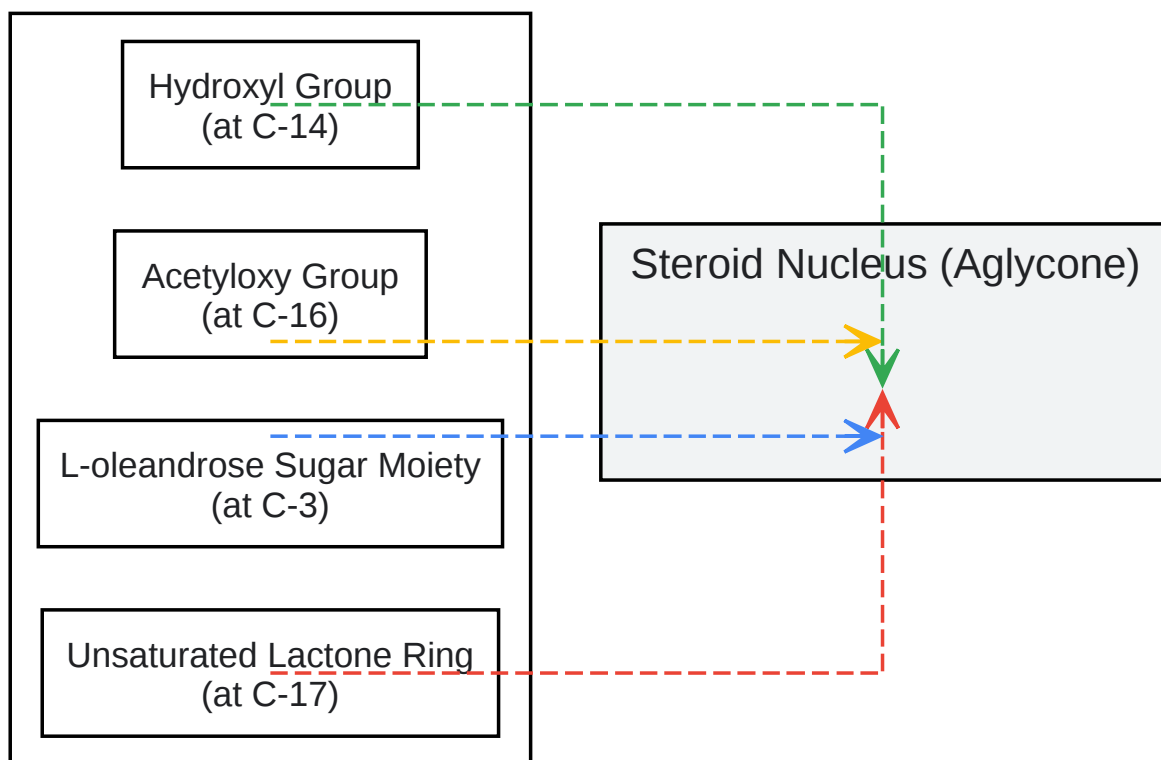 Hydroxyl Group
(at C-14)
Acetyloxy Group
(at C-16)
Steroid Nucleus (Aglycone)
L-oleandrose Sugar Moiety
(at C-3)
Unsaturated Lactone Ring
(at C-17)